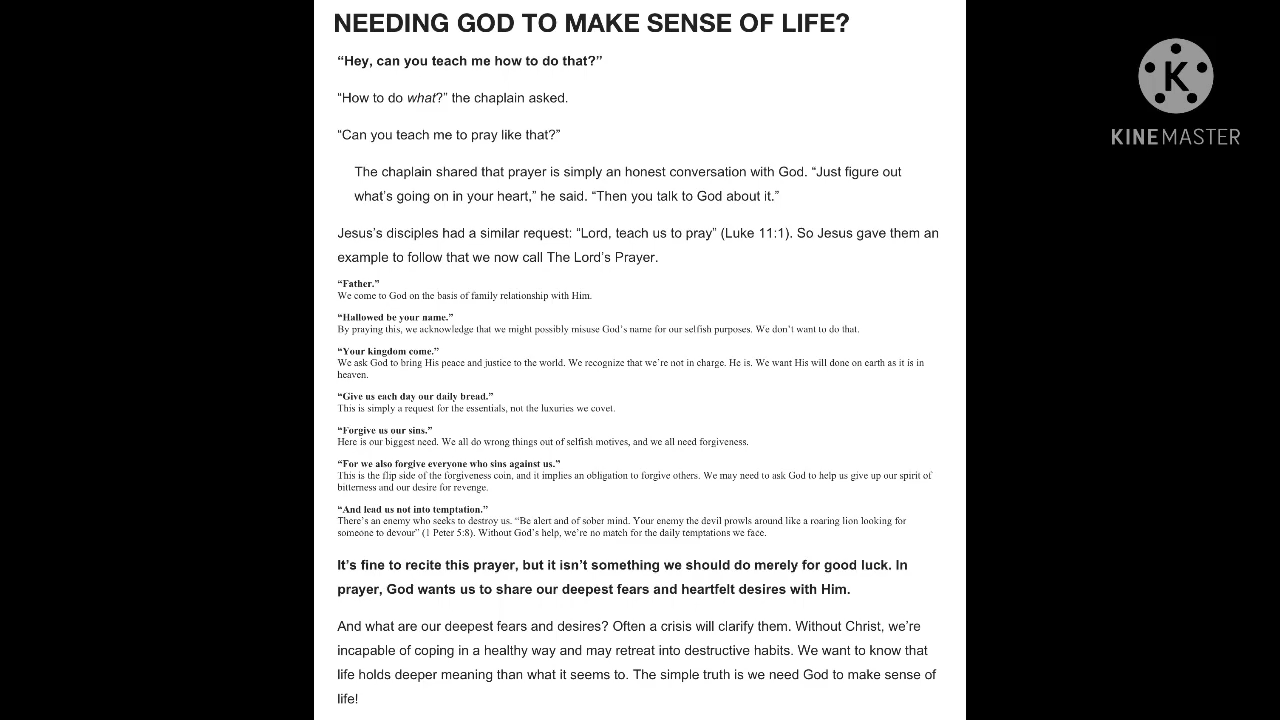 NEEDING GOD TO MAKE SENSE OF LIFE?
“Hey, can you teach me how to do that?”
“How to do what?” the chaplain asked.
“Can you teach me to pray like that?”
The chaplain shared that prayer is simply an honest conversation with God. “Just figure out
what’s going on in your heart,” he said. “Then you talk to God about it.”
Jesus’s disciples had a similar request: “Lord, teach us to pray” (Luke 11:1). So Jesus gave them an
example to follow that we now call The Lord’s Prayer.
“Father.”
We come to God on the basis of family relationship with Him.
“Hallowed be your name.”
By praying this, we acknowledge that we might possibly misuse God’s name for our selfish purposes. We don’t want to do that.
“Your kingdom come.”
We ask God to bring His peace and justice to the world. We recognize that we’re not in charge. He is. We want His will done on earth as it is in
heaven.
“Give us each day our daily bread.”
This is simply a request for the essentials, not the luxuries we covet.
“Forgive us our sins.”
Here is our biggest need. We all do wrong things out of selfish motives, and we all need forgiveness.
“For we also forgive everyone who sins against us.”
This is the flip side of the forgiveness coin, and it implies an obligation to forgive others. We may need to ask God to help us give up our spirit of
bitterness and our desire for revenge.
“And lead us not into temptation.”
There’s an enemy who seeks to destroy us. “Be alert and of sober mind. Your enemy the devil prowls around like a roaring lion looking for
someone to devour” (1 Peter 5:8). Without God’s help, we’re no match for the daily temptations we face.
It’s fine to recite this prayer, but it isn’t something we should do merely for good luck. In
prayer, God wants us to share our deepest fears and heartfelt desires with Him.
And what are our deepest fears and desires? Often a crisis will clarify them. Without Christ, we’re
incapable of coping in a healthy way and may retreat into destructive habits. We want to know that
life holds deeper meaning than what it seems to. The simple truth is we need God to make sense of
life!
K
KINEMASTER